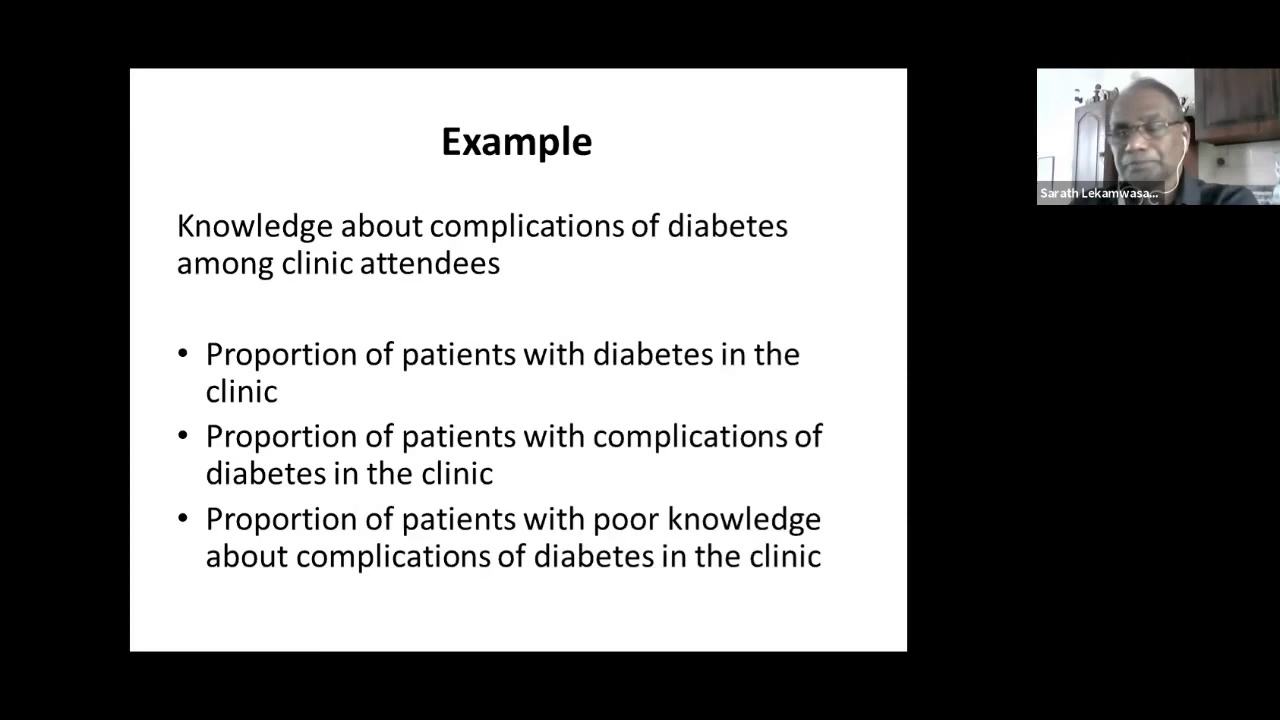 Example
Knowledge about complications of diabetes
among clinic attendees
• Proportion of patients with diabetes in the
clinic
• Proportion of patients with complications of
diabetes in the clinic
• Proportion of patients with poor knowledge
about complications of diabetes in the clinic
Sarath Lekamwasa...